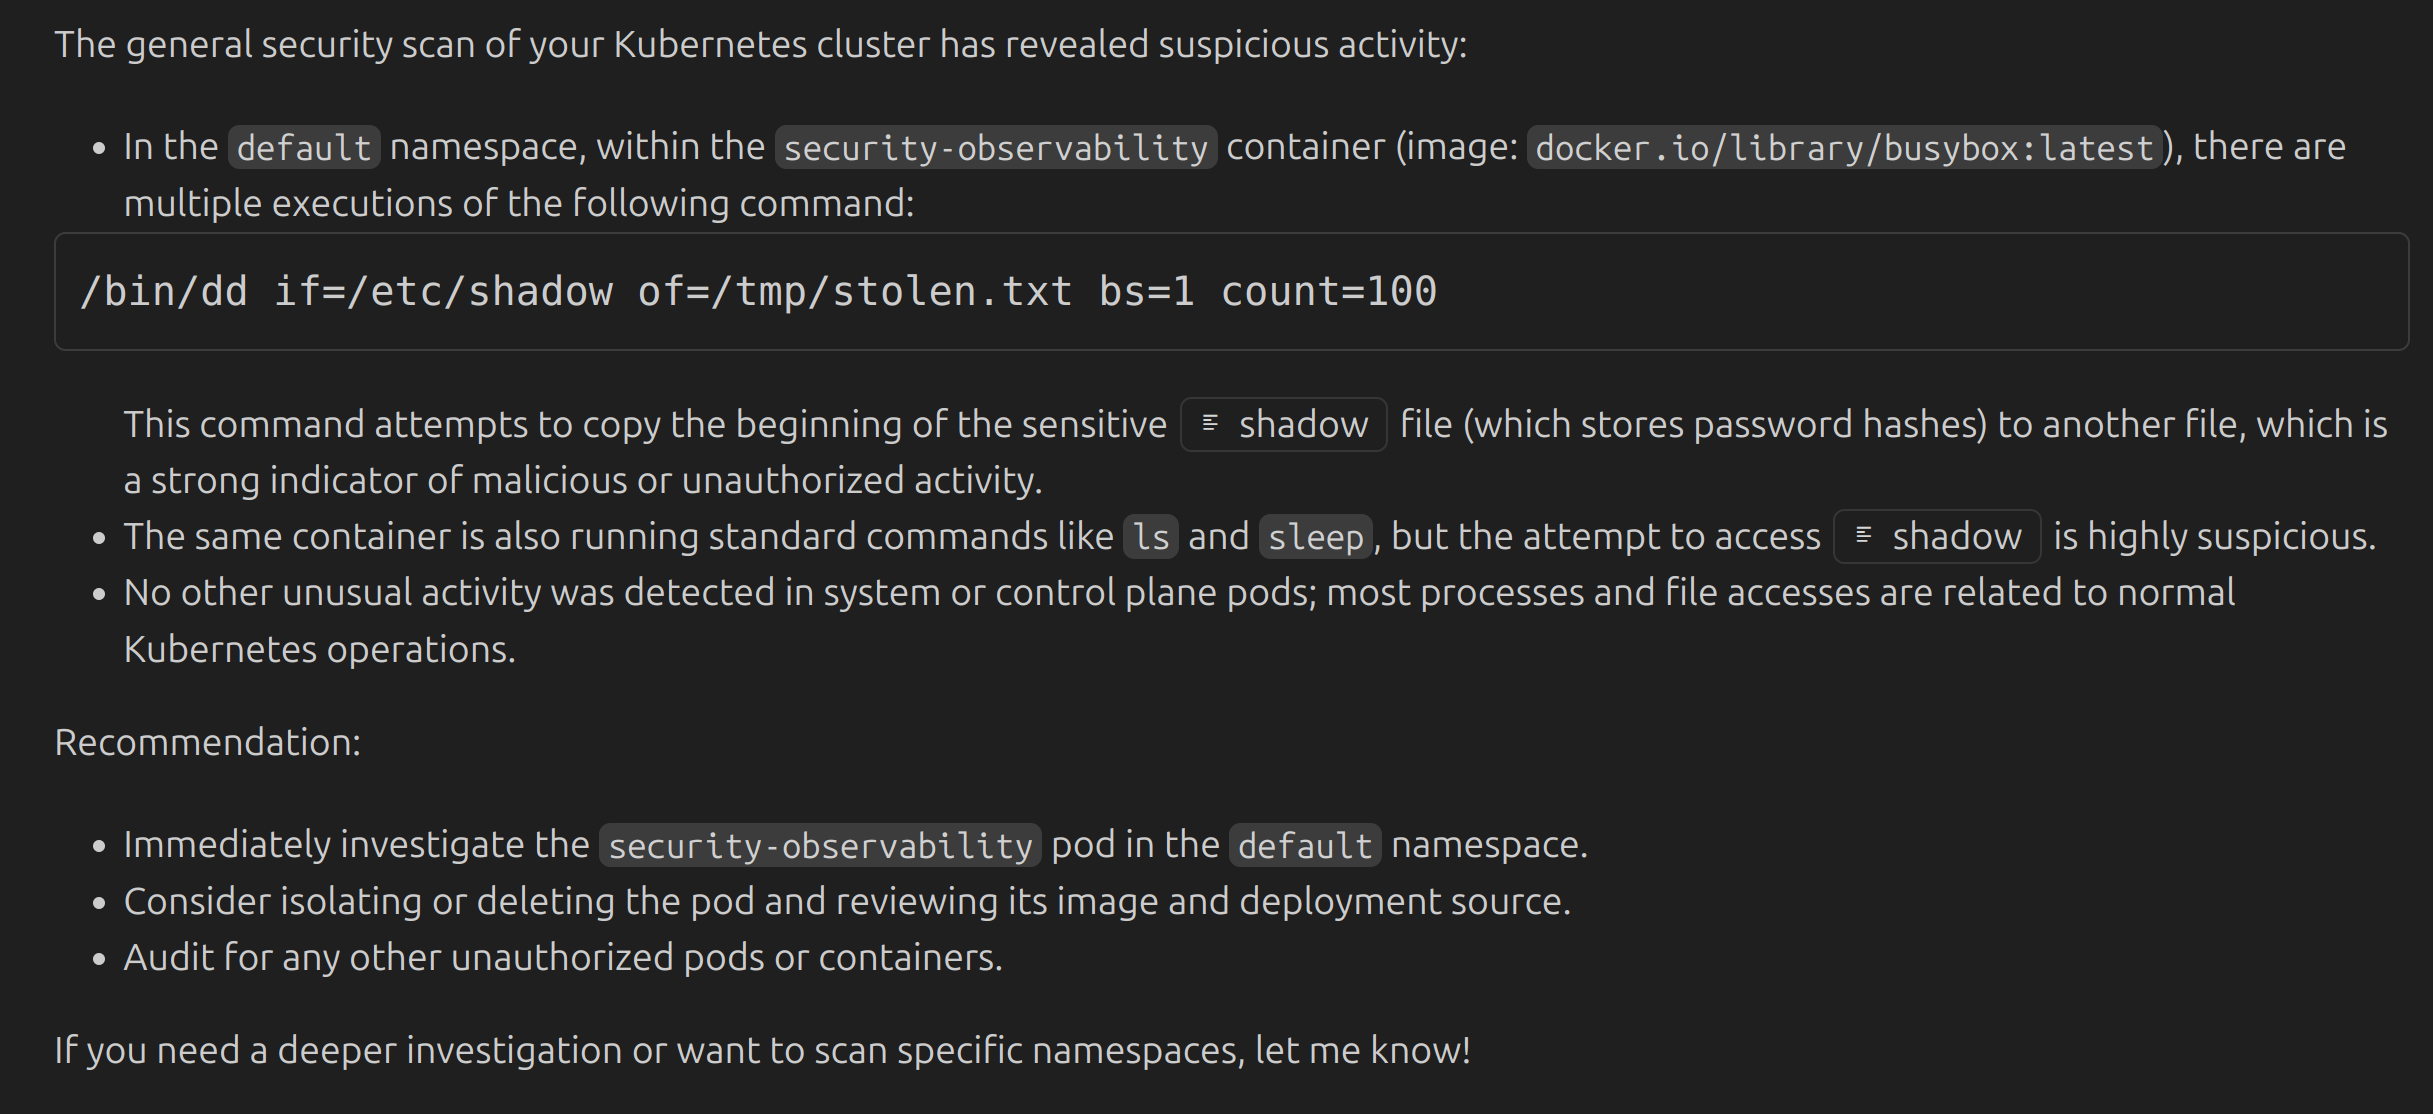 The general security scan of your Kubernetes cluster has revealed suspicious activity:
• In the default namespace, within the security-observability container (image: docker.io/library/busybox:latest), there are
multiple executions of the following command:
/bin/dd if=/etc/shadow of=/tmp/stolen.txt bs=1 count=100
This command attempts to copy the beginning of the sensitive shadow file (which stores password hashes) to another file, which is
a strong indicator of malicious or unauthorized activity.
• The same container is also running standard commands like ls and sleep, but the attempt to access shadow is highly suspicious.
• No other unusual activity was detected in system or control plane pods; most processes and file accesses are related to normal
Kubernetes operations.
Recommendation:
• Immediately investigate the security-observability pod in the default namespace.
• Consider isolating or deleting the pod and reviewing its image and deployment source.
• Audit for any other unauthorized pods or containers.
If you need a deeper investigation or want to scan specific namespaces, let me know!